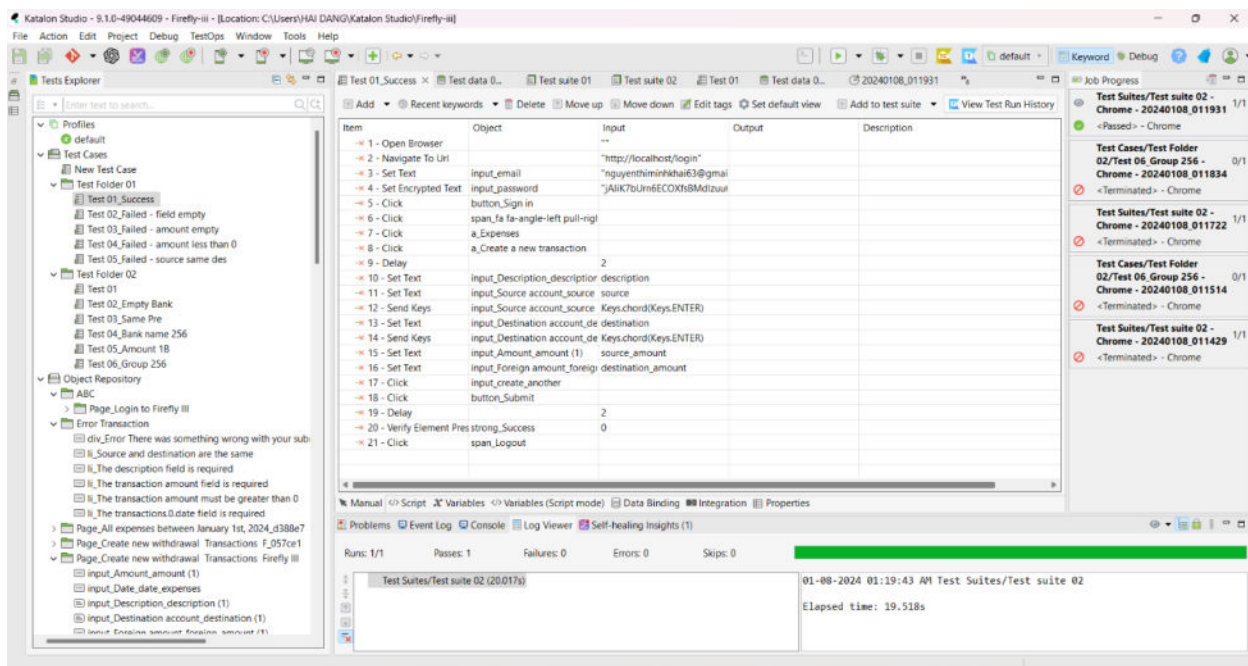 Katalon Studio - 9.1.0-49044609 - Firefly-iii - [Location: C:\Users\HAI DANG\Katalon Studio\Firefly-iii]
File Action Edit Project Debug TestOps Window Tools Help
default
Keyword Debug
Tests Explorer
Enter text to search...
Profiles
default
Test Cases
New Test Case
Test Folder 01
Test 01_Success
Test 02_Failed - field empty
Test 03_Failed - amount empty
Test 04_Failed - amount less than 0
Test 05_Failed - source same des
Test Folder 02
Test 01
Test 02_Empty Bank
Test 03_Same Pre
Test 04_Bank name 256
Test 05_Amount 1B
Test 06_Group 256
Object Repository
ABC
Page_Login to Firefly III
Error Transaction
div_Error There was something wrong with your sub
li_Source and destination are the same
li_The description field is required
li_The transaction amount field is required
li_The transaction amount must be greater than 0
li_The transactions.0.date field is required
Page_All expenses between January 1st, 2024_d388e7
Page_Create new withdrawal Transactions F_057ce1
Page_Create new withdrawal Transactions Firefly III
input_Amount_amount (1)
input_Date_date_expenses
input_Description_description (1)
input_Destination account_destination (1)
input_Foreign amount_foreign_amount (1)
Test 01_Success Test data 0... Test suite 01 Test suite 02 Test 01 Test data 0... 20240108_011931
Add Recent keywords Delete Move up Move down Edit tags Set default view Add to test suite View Test Run History
Item Object Input Output Description
1 - Open Browser ""
2 - Navigate To Url "http://localhost/login"
3 - Set Text input_email "nguyenthiminhkhai63@gmai
4 - Set Encrypted Text input_password
5 - Click button_Sign in
6 - Click span_fa fa-angle-left pull-rigl
7 - Click a_Expenses
8 - Click a_Create a new transaction
9 - Delay 2
10 - Set Text input_Description_description description
11 - Set Text input_Source account_source source
12 - Send Keys input_Source account_source Keys.chord(Keys.ENTER)
13 - Set Text input_Destination account_de destination
14 - Send Keys input_Destination account_de Keys.chord(Keys.ENTER)
15 - Set Text input_Amount_amount (1) source_amount
16 - Set Text input_Foreign amount_foreig destination_amount
17 - Click input_create_another
18 - Click button_Submit
19 - Delay 2
20 - Verify Element Pres strong_Success 0
21 - Click span_Logout
Manual Script Variables Variables (Script mode) Data Binding Integration Properties
Problems Event Log Console Log Viewer Self-healing Insights (1)
Runs: 1/1 Passes: 1 Failures: 0 Errors: 0 Skips: 0
Test Suites/Test suite 02 (20.017s)
01-08-2024 01:19:43 AM Test Suites/Test suite 02
Elapsed time: 19.518s
Job Progress
Test Suites/Test suite 02 -
Chrome - 20240108_011931 1/1
<Passed> - Chrome
Test Cases/Test Folder
02/Test 06_Group 256 - 0/1
Chrome - 20240108_011834
<Terminated> - Chrome
Test Suites/Test suite 02 -
Chrome - 20240108_011722 1/1
<Terminated> - Chrome
Test Cases/Test Folder
02/Test 06_Group 256 - 0/1
Chrome - 20240108_011514
<Terminated> - Chrome
Test Suites/Test suite 02 -
Chrome - 20240108_011429 1/1
<Terminated> - Chrome